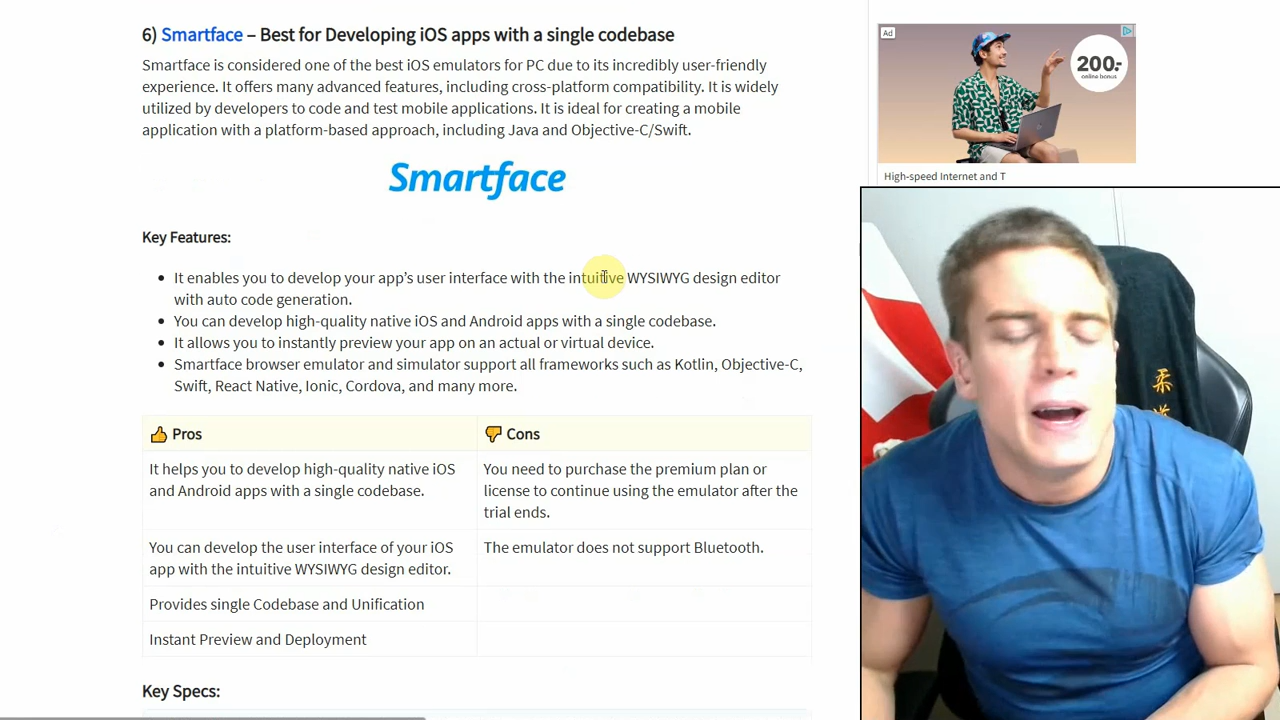 6) Smartface – Best for Developing iOS apps with a single codebase
Smartface is considered one of the best iOS emulators for PC due to its incredibly user-friendly
experience. It offers many advanced features, including cross-platform compatibility. It is widely
utilized by developers to code and test mobile applications. It is ideal for creating a mobile
application with a platform-based approach, including Java and Objective-C/Swift.
Smartface
Key Features:
It enables you to develop your app's user interface with the intuitive WYSIWYG design editor
with auto code generation.
You can develop high-quality native iOS and Android apps with a single codebase.
It allows you to instantly preview your app on an actual or virtual device.
Smartface browser emulator and simulator support all frameworks such as Kotlin, Objective-C,
Swift, React Native, Ionic, Cordova, and many more.
Pros
Cons
It helps you to develop high-quality native iOS
and Android apps with a single codebase.
You need to purchase the premium plan or
license to continue using the emulator after the
trial ends.
You can develop the user interface of your iOS
app with the intuitive WYSIWYG design editor.
The emulator does not support Bluetooth.
Provides single Codebase and Unification
Instant Preview and Deployment
Key Specs:
Ad
200.-
online bonus
High-speed Internet and T
柔
道